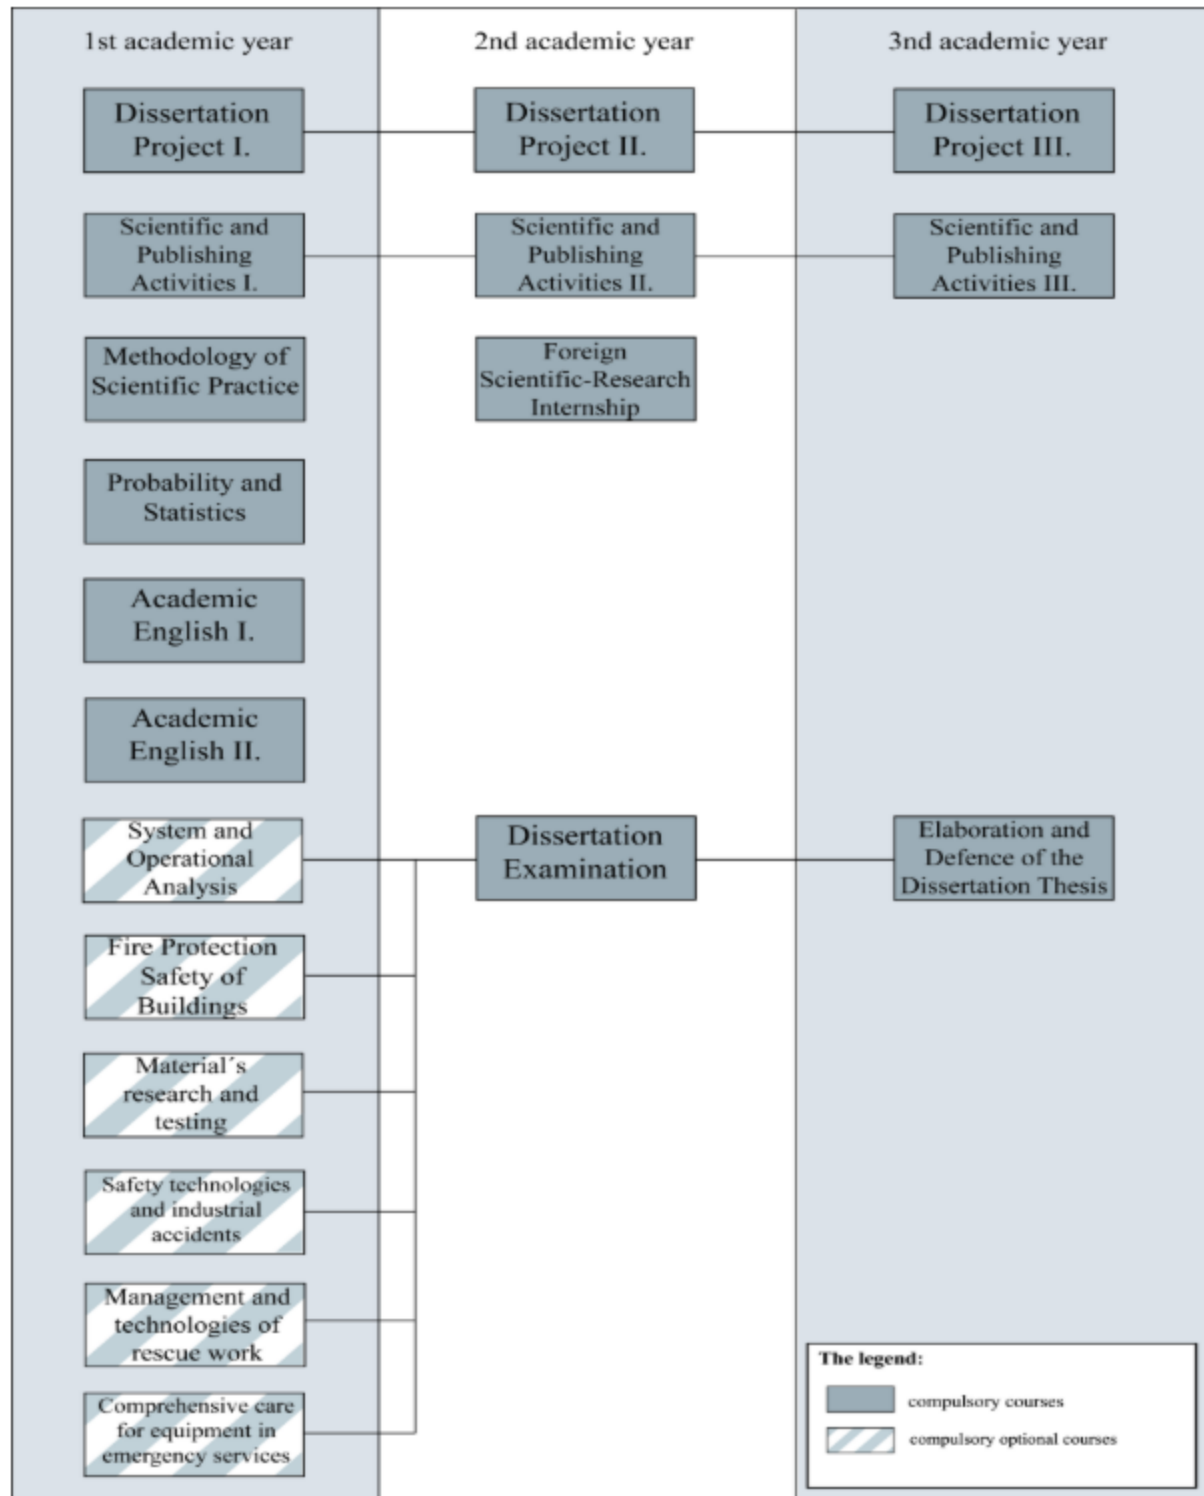 1st academic year
2nd academic year
3nd academic year
Dissertation
Project I.
Dissertation
Project II.
Dissertation
Project III.
Scientific and
Publishing
Activities I.
Scientific and
Publishing
Activities II.
Scientific and
Publishing
Activities III.
Methodology of
Scientific Practice
Foreign
Scientific-Research
Internship
Probability and
Statistics
Academic
English I.
Academic
English II.
System and
Operational
Analysis
Dissertation
Examination
Elaboration and
Defence of the
Dissertation Thesis
Fire Protection
Safety of
Buildings
Material´s
research and
testing
Safety technologies
and industrial
accidents
Management and
technologies of
rescue work
Comprehensive care
for equipment in
emergency services
The legend:
compulsory courses
compulsory optional courses